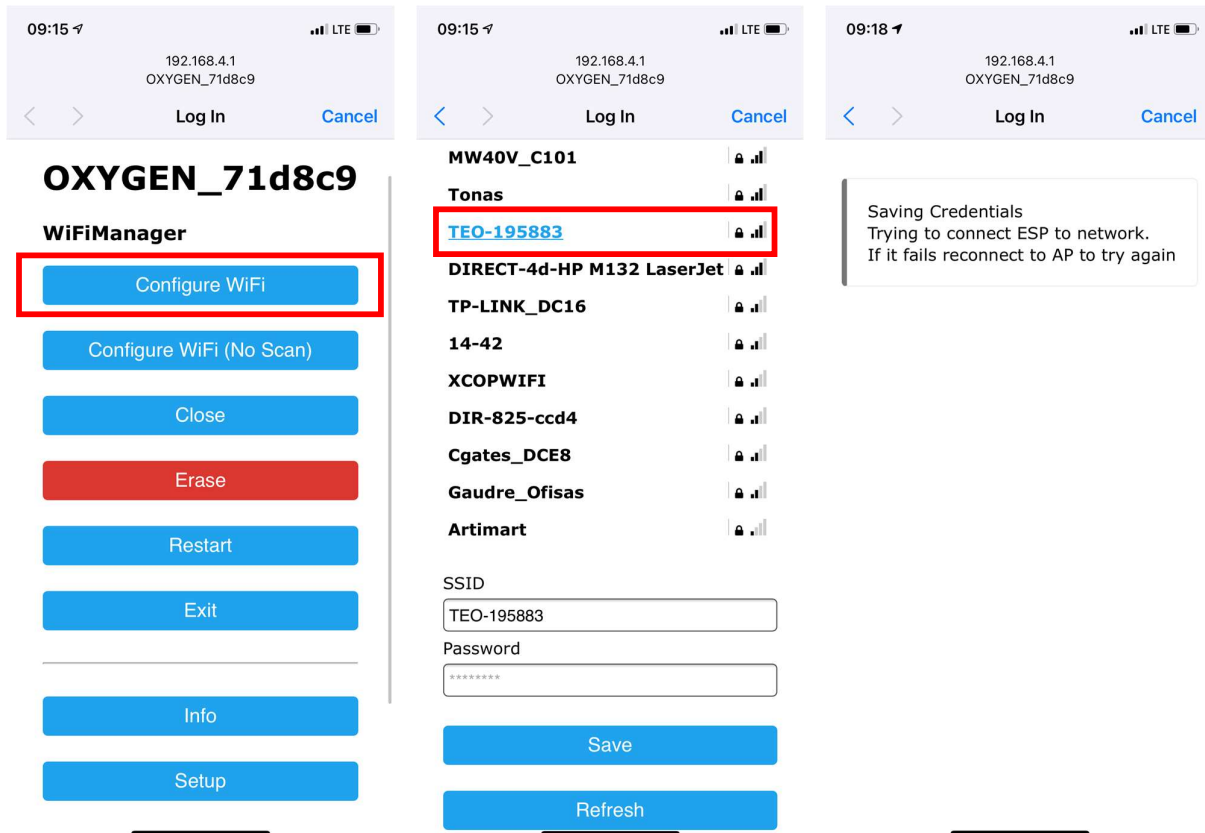 09:15
LTE
192.168.4.1
OXYGEN_71d8c9
Log In
Cancel
OXYGEN_71d8c9
WiFiManager
Configure WiFi
Configure WiFi (No Scan)
Close
Erase
Restart
Exit
Info
Setup
09:15
LTE
192.168.4.1
OXYGEN_71d8c9
Log In
Cancel
MW40V_C101
Tonas
TEO-195883
DIRECT-4d-HP M132 LaserJet
TP-LINK_DC16
14-42
XCOPWIFI
DIR-825-ccd4
Cgates_DCE8
Gaudre_Ofisas
Artimart
SSID
TEO-195883
Password
********
Save
Refresh
09:18
LTE
192.168.4.1
OXYGEN_71d8c9
Log In
Cancel
Saving Credentials
Trying to connect ESP to network.
If it fails reconnect to AP to try again